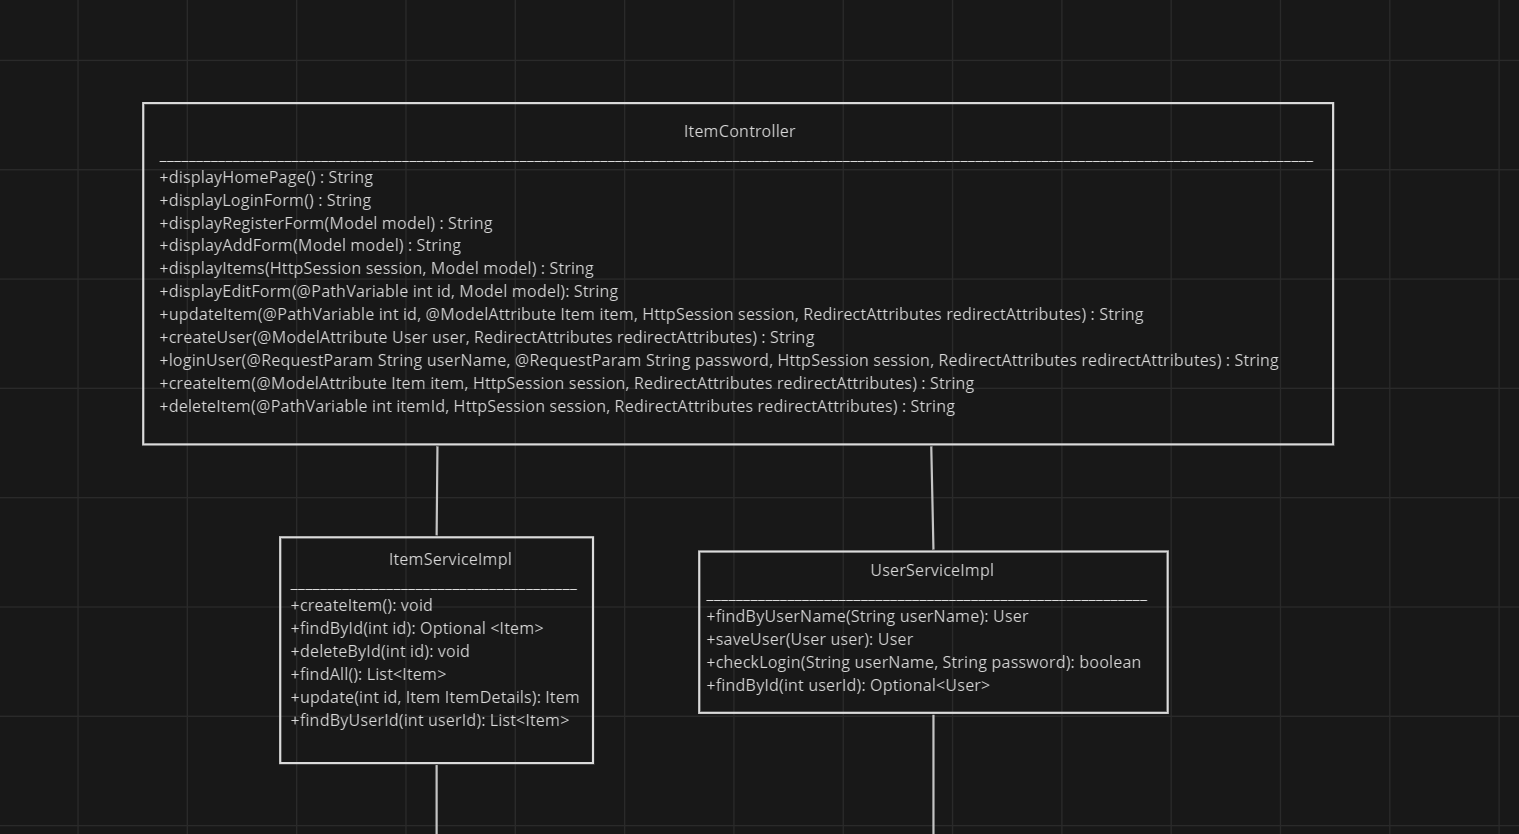 ItemController
+displayHomePage() : String
+displayLoginForm() : String
+displayRegisterForm(Model model) : String
+displayAddForm(Model model) : String
+displayItems(HttpSession session, Model model) : String
+displayEditForm(@PathVariable int id, Model model): String
+updateItem(@PathVariable int id, @ModelAttribute Item item, HttpSession session, RedirectAttributes redirectAttributes) : String
+createUser(@ModelAttribute User user, RedirectAttributes redirectAttributes) : String
+loginUser(@RequestParam String userName, @RequestParam String password, HttpSession session, RedirectAttributes redirectAttributes) : String
+createItem(@ModelAttribute Item item, HttpSession session, RedirectAttributes redirectAttributes) : String
+deleteItem(@PathVariable int itemId, HttpSession session, RedirectAttributes redirectAttributes) : String
ItemServiceImpl
+createItem(): void
+findById(int id): Optional <Item>
+deleteById(int id): void
+findAll(): List<Item>
+update(int id, Item ItemDetails): Item
+findByUserId(int userId): List<Item>
UserServiceImpl
+findByUserName(String userName): User
+saveUser(User user): User
+checkLogin(String userName, String password): boolean
+findById(int userId): Optional<User>